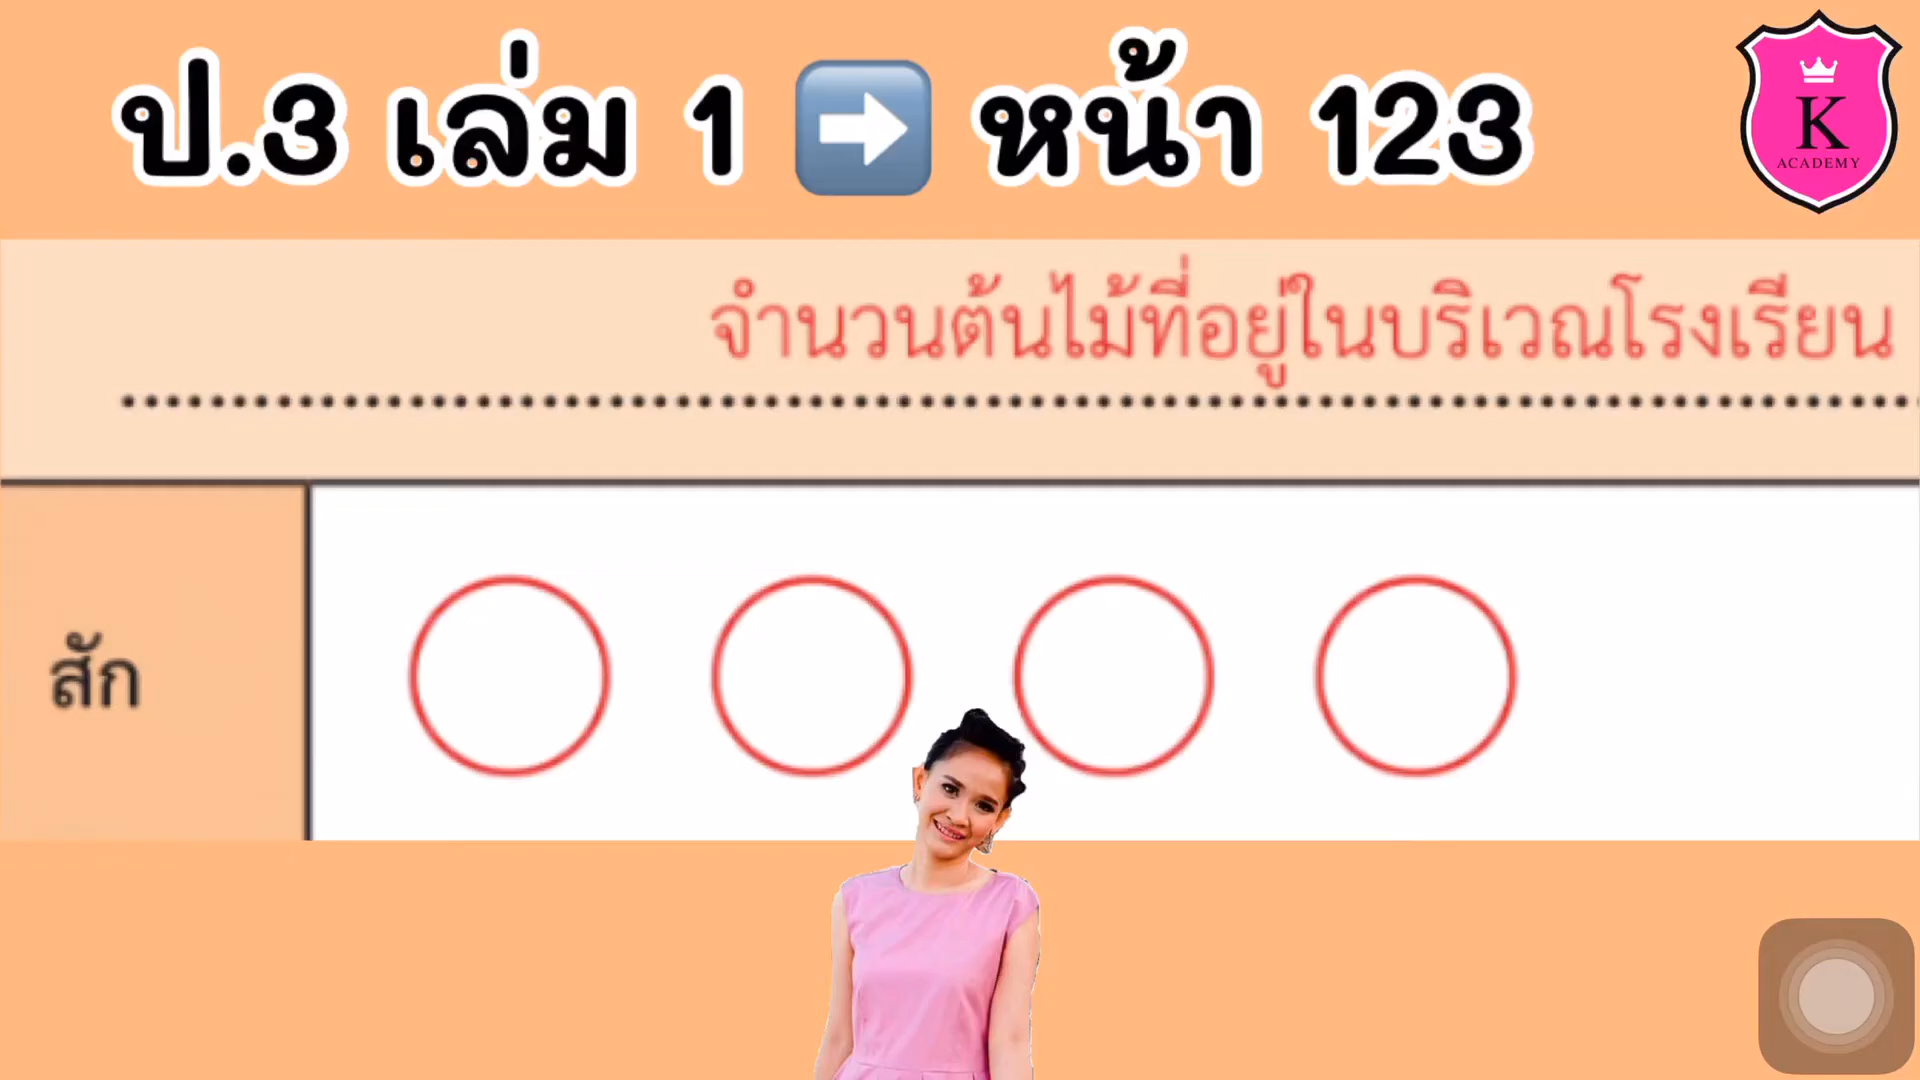 ป.3 เล่ม 1 ➡ หน้า 123
K
ACADEMY
จำนวนต้นไม้ที่อยู่ในบริเวณโรงเรียน
สัก